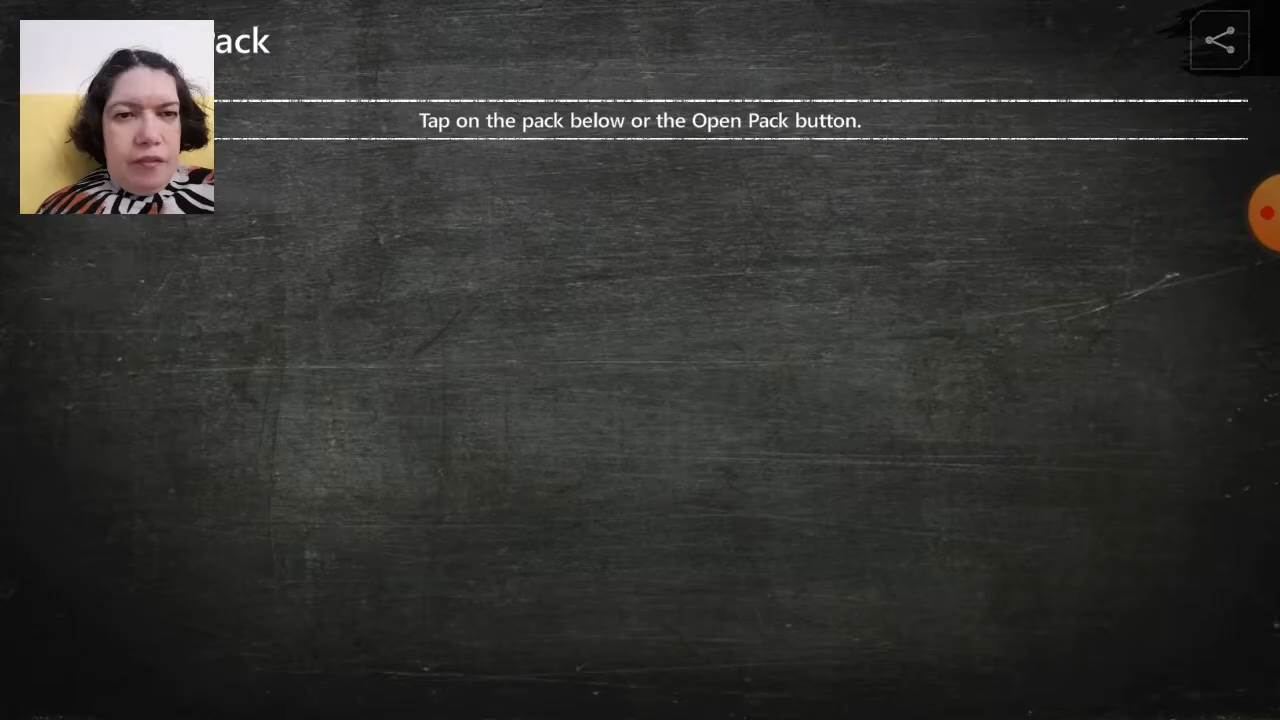 ack
Tap on the pack below or the Open Pack button.